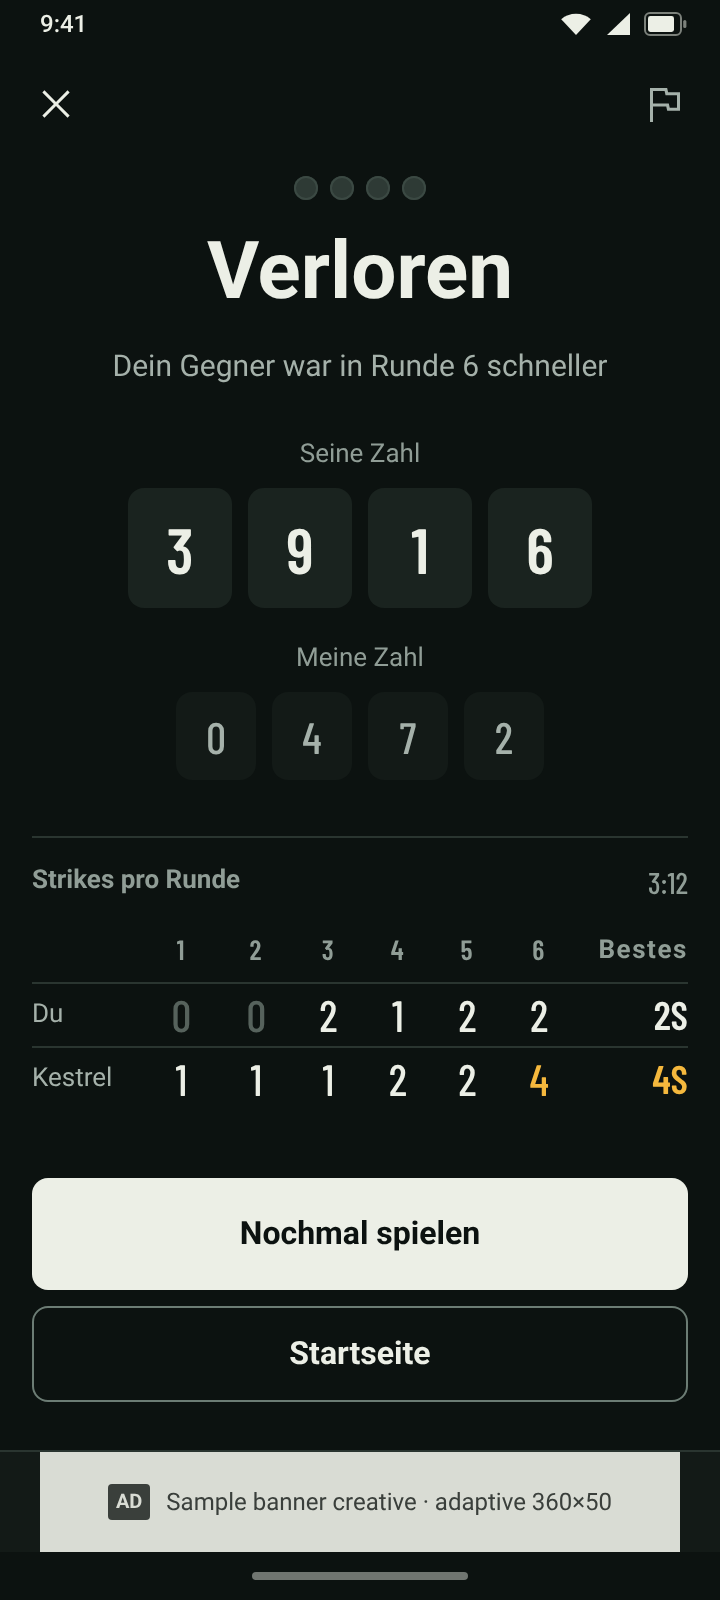 9:41
Verloren
Dein Gegner war in Runde 6 schneller
Seine Zahl
3 9 1 6
Meine Zahl
0 4 7 2
Strikes pro Runde 3:12
1 2 3 4 5 6 Bestes
Du 0 0 2 1 2 2 2S
Kestrel 1 1 1 2 2 4 4S
Nochmal spielen
Startseite
AD Sample banner creative · adaptive 360×50